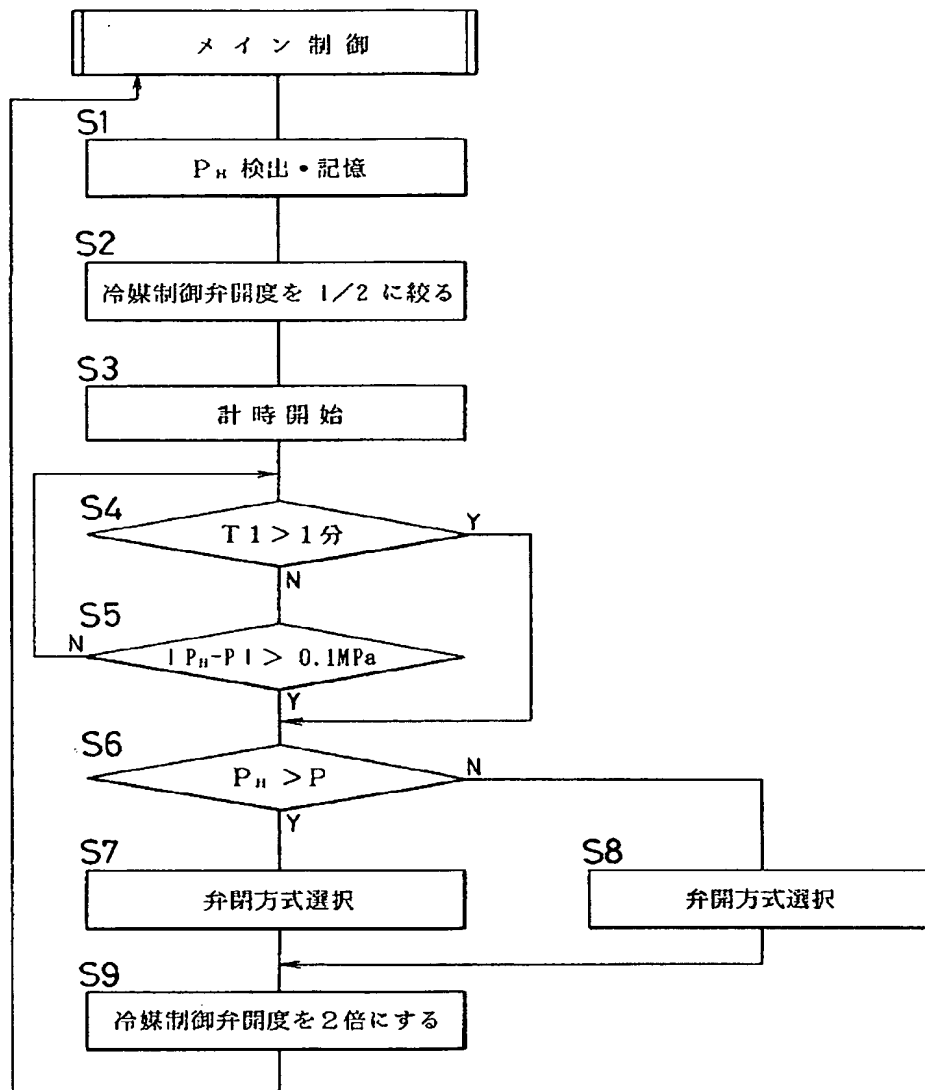 メイン制御
S1
PH 検出・記憶
S2
冷媒制御弁開度を 1/2 に絞る
S3
計時開始
S4
T1>1分
Y
N
S5
N
|PH-P|> 0.1MPa
Y
S6
PH>P
N
Y
S7
弁閉方式選択
S8
弁開方式選択
S9
冷媒制御弁開度を2倍にする